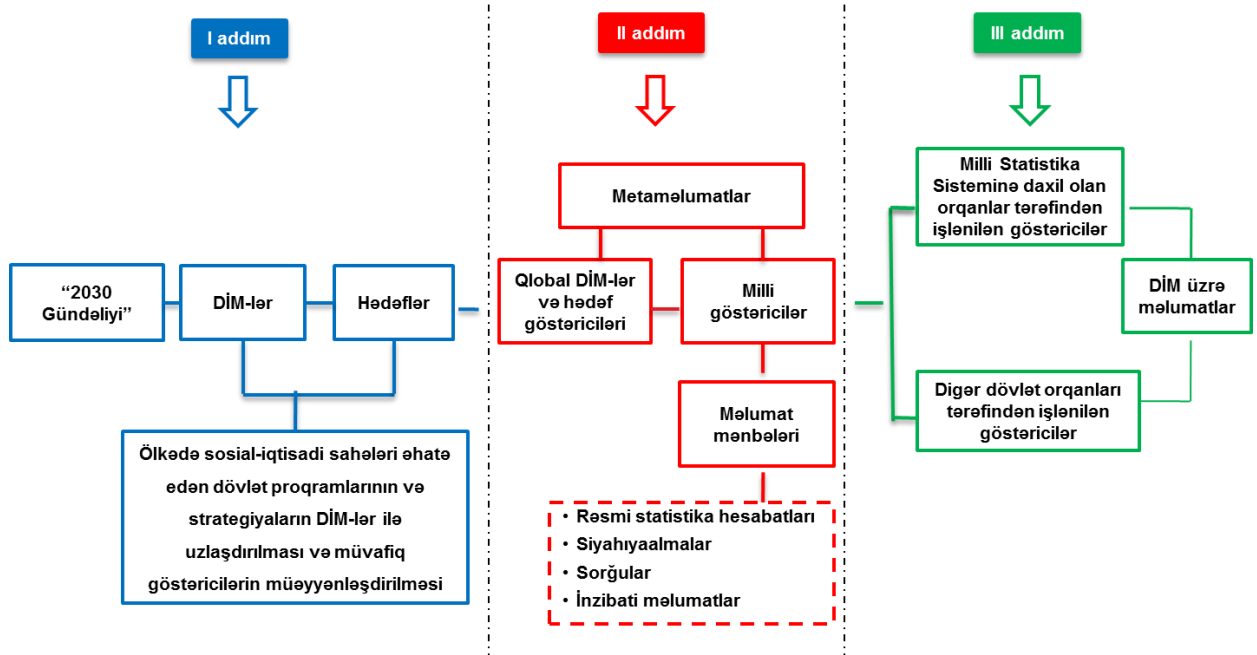 I addım
II addım
III addım
“2030
Gündəliyi”
DİM-lər
Hədəflər
Ölkədə sosial-iqtisadi sahələri əhatə
edən dövlət proqramlarının və
strategiyaların DİM-lər ilə
uzlaşdırılması və müvafiq
göstəricilərin müəyyənləşdirilməsi
Metaməlumatlar
Qlobal DİM-lər
və hədəf
göstəriciləri
Milli
göstəricilər
Məlumat
mənbələri
• Rəsmi statistika hesabatları
• Siyahıyaalmalar
• Sorğular
• İnzibati məlumatlar
Milli Statistika
Sisteminə daxil olan
orqanlar tərəfindən
işlənilən göstəricilər
DİM üzrə
məlumatlar
Digər dövlət orqanları
tərəfindən işlənilən
göstəricilər